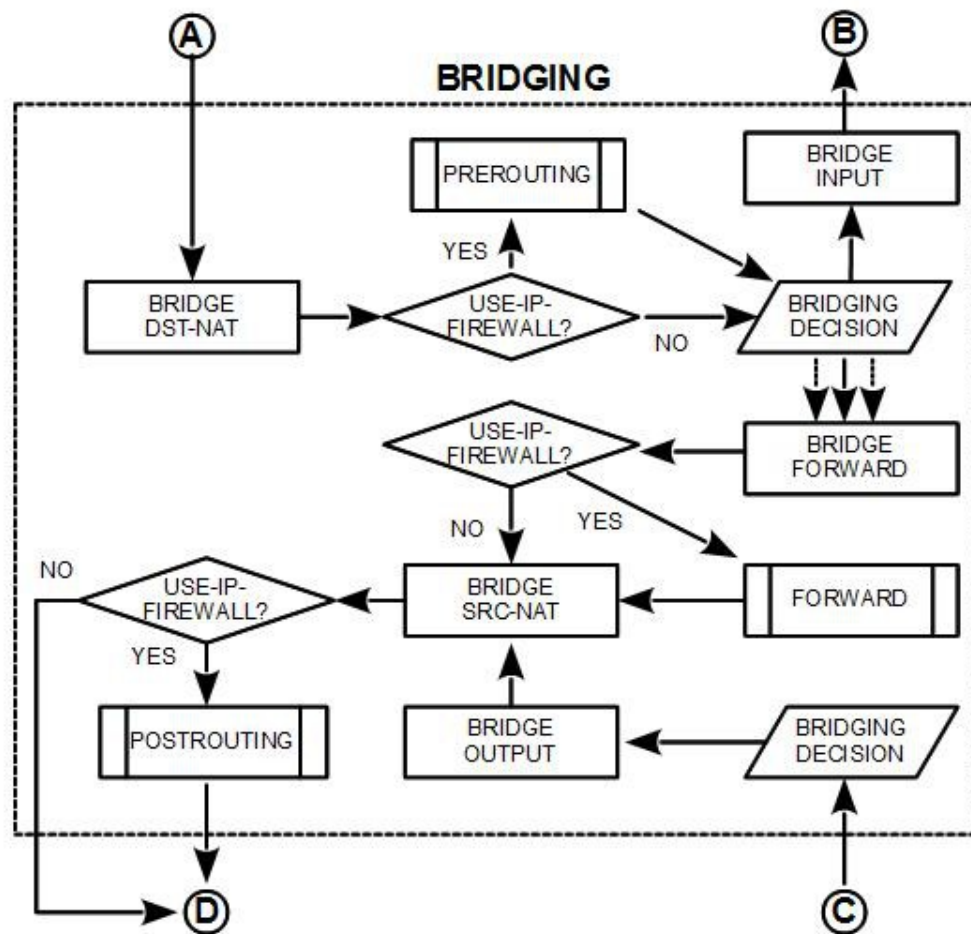 A
B
BRIDGING
PREROUTING
BRIDGE
INPUT
YES
BRIDGE
DST-NAT
USE-IP-
FIREWALL?
NO
BRIDGING
DECISION
USE-IP-
FIREWALL?
BRIDGE
FORWARD
NO
YES
NO
USE-IP-
FIREWALL?
BRIDGE
SRC-NAT
FORWARD
YES
POSTROUTING
BRIDGE
OUTPUT
BRIDGING
DECISION
D
C